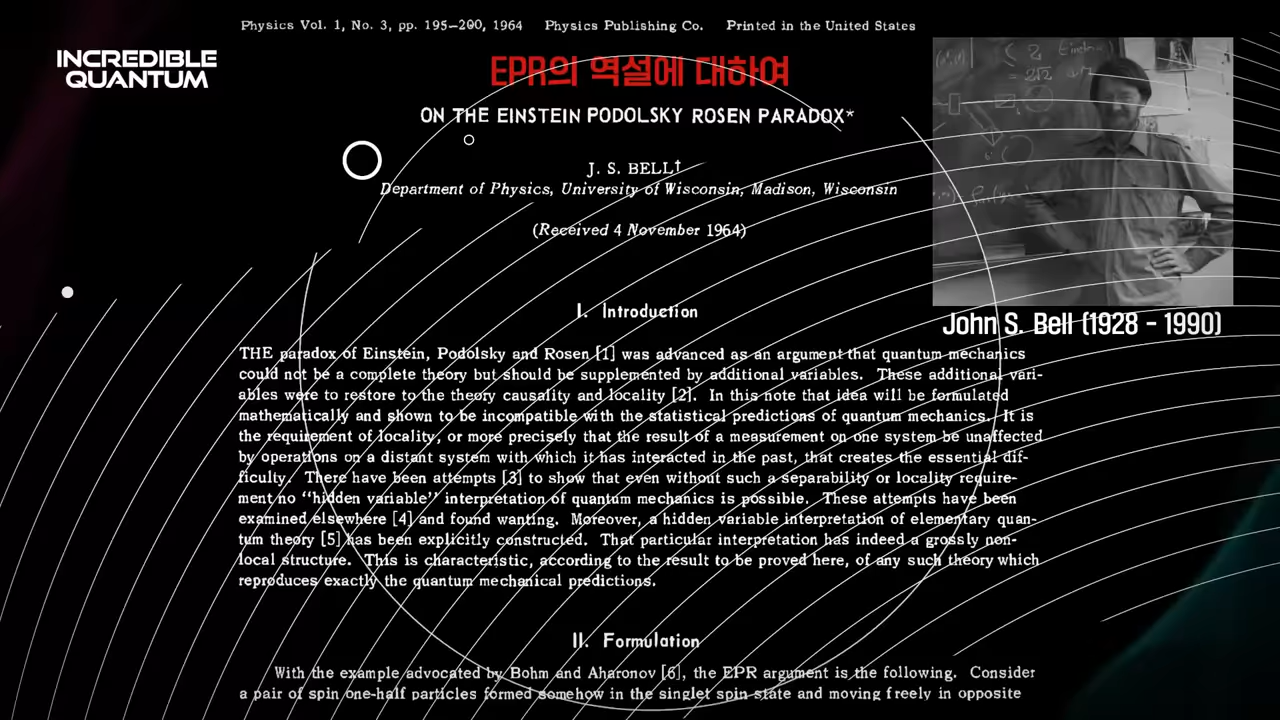 Physics Vol. 1, No. 3, pp. 195—200, 1964 Physics Publishing Co. Printed in the United States
INCREDIBLE
QUANTUM
EPR의 역설에 대하여
ON THE EINSTEIN PODOLSKY ROSEN PARADOX*
J. S. BELL†
Department of Physics, University of Wisconsin, Madison, Wisconsin
(Received 4 November 1964)
John S. Bell (1928 - 1990)
I. Introduction
THE paradox of Einstein, Podolsky and Rosen [1] was advanced as an argument that quantum mechanics
could not be a complete theory but should be supplemented by additional variables. These additional vari-
ables were to restore to the theory causality and locality [2]. In this note that idea will be formulated
mathematically and shown to be incompatible with the statistical predictions of quantum mechanics. It is
the requirement of locality, or more precisely that the result of a measurement on one system be unaffected
by operations on a distant system with which it has interacted in the past, that creates the essential dif-
ficulty. There have been attempts [3] to show that even without such a separability or locality require-
ment no "hidden variable" interpretation of quantum mechanics is possible. These attempts have been
examined elsewhere [4] and found wanting. Moreover, a hidden variable interpretation of elementary quan-
tum theory [5] has been explicitly constructed. That particular interpretation has indeed a grossly non-
local structure. This is characteristic, according to the result to be proved here, of any such theory which
reproduces exactly the quantum mechanical predictions.
II. Formulation
With the example advocated by Bohm and Aharonov [6], the EPR argument is the following. Consider
a pair of spin one-half particles formed somehow in the singlet spin state and moving freely in opposite